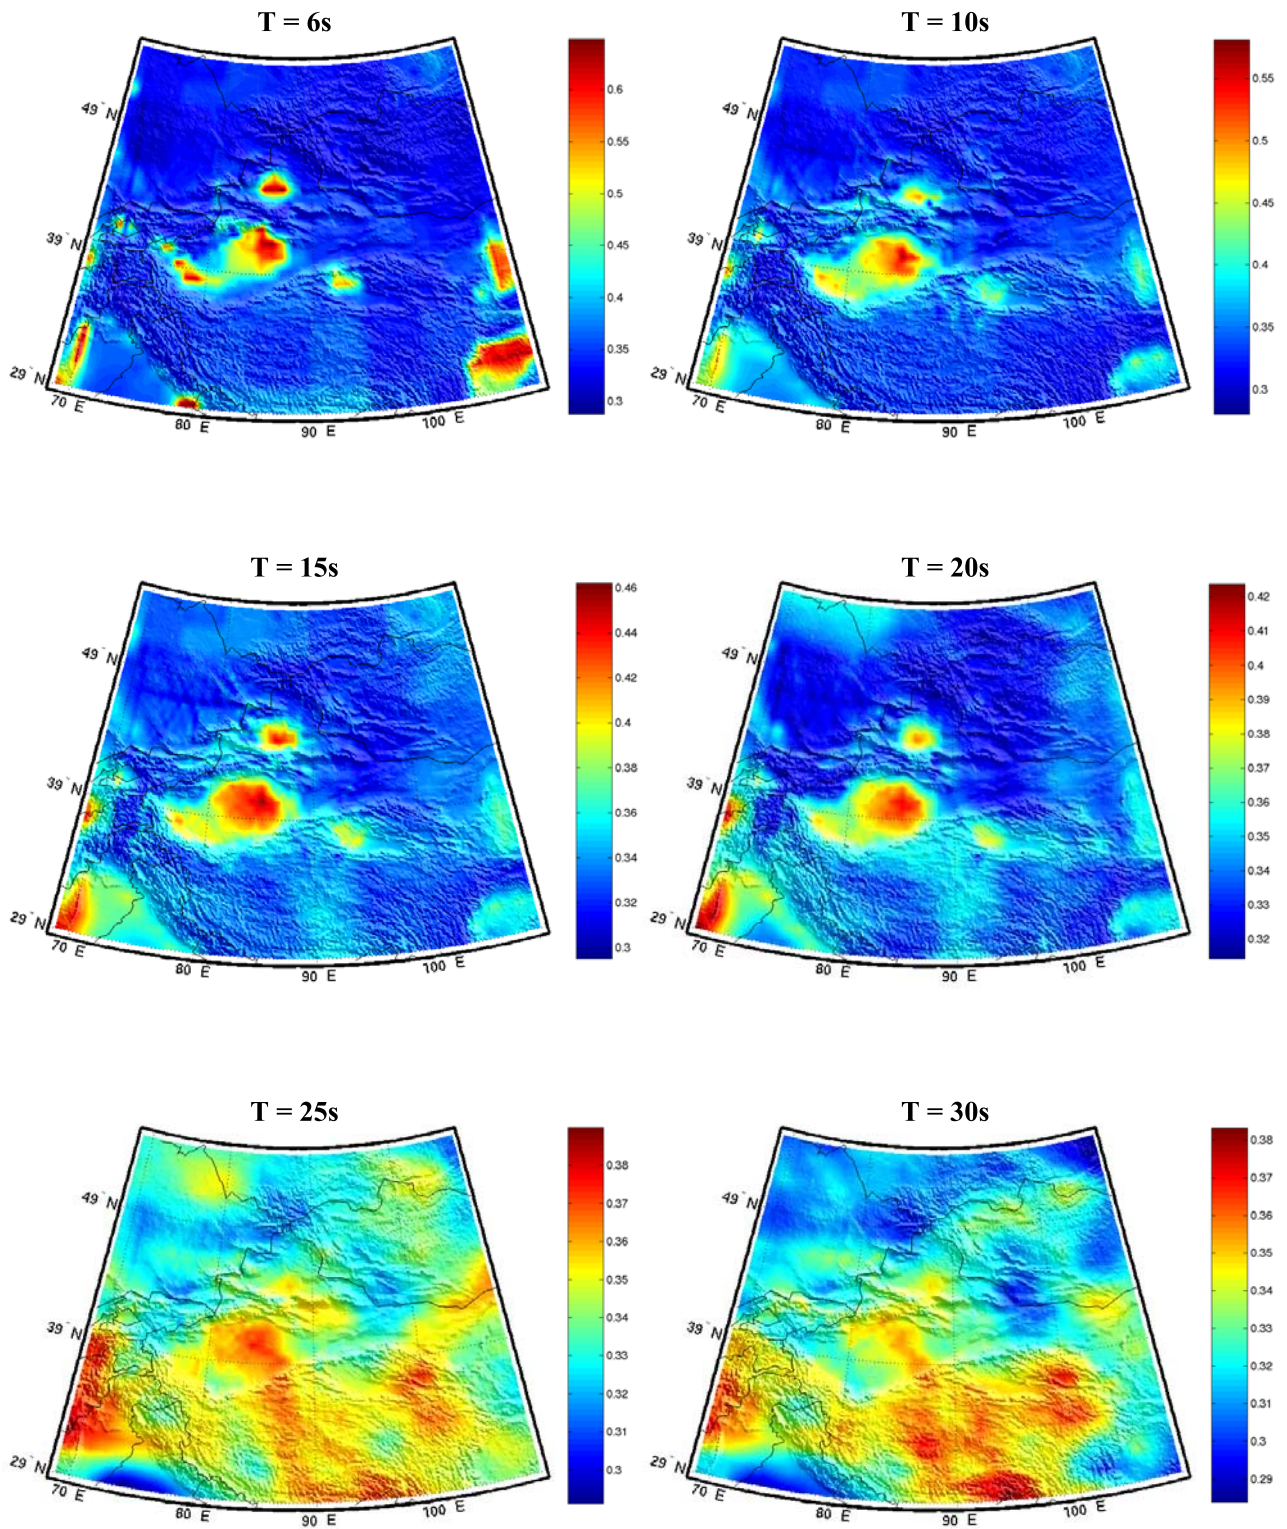 T = 6s
T = 10s
49° N
39° N
29° N
70 E
80 E
90 E
100 E
0.6
0.55
0.5
0.45
0.4
0.35
0.3
49° N
39° N
29° N
70 E
80 E
90 E
100 E
0.55
0.5
0.45
0.4
0.35
0.3
T = 15s
T = 20s
49° N
39° N
29° N
70 E
80 E
90 E
100 E
0.46
0.44
0.42
0.4
0.38
0.36
0.34
0.32
0.3
49° N
39° N
29° N
70 E
80 E
90 E
100 E
0.42
0.41
0.4
0.39
0.38
0.37
0.36
0.35
0.34
0.33
0.32
T = 25s
T = 30s
49° N
39° N
29° N
70 E
80 E
90 E
100 E
0.38
0.37
0.36
0.35
0.34
0.33
0.32
0.31
0.3
49° N
39° N
29° N
70 E
80 E
90 E
100 E
0.38
0.37
0.36
0.35
0.34
0.33
0.32
0.31
0.3
0.29